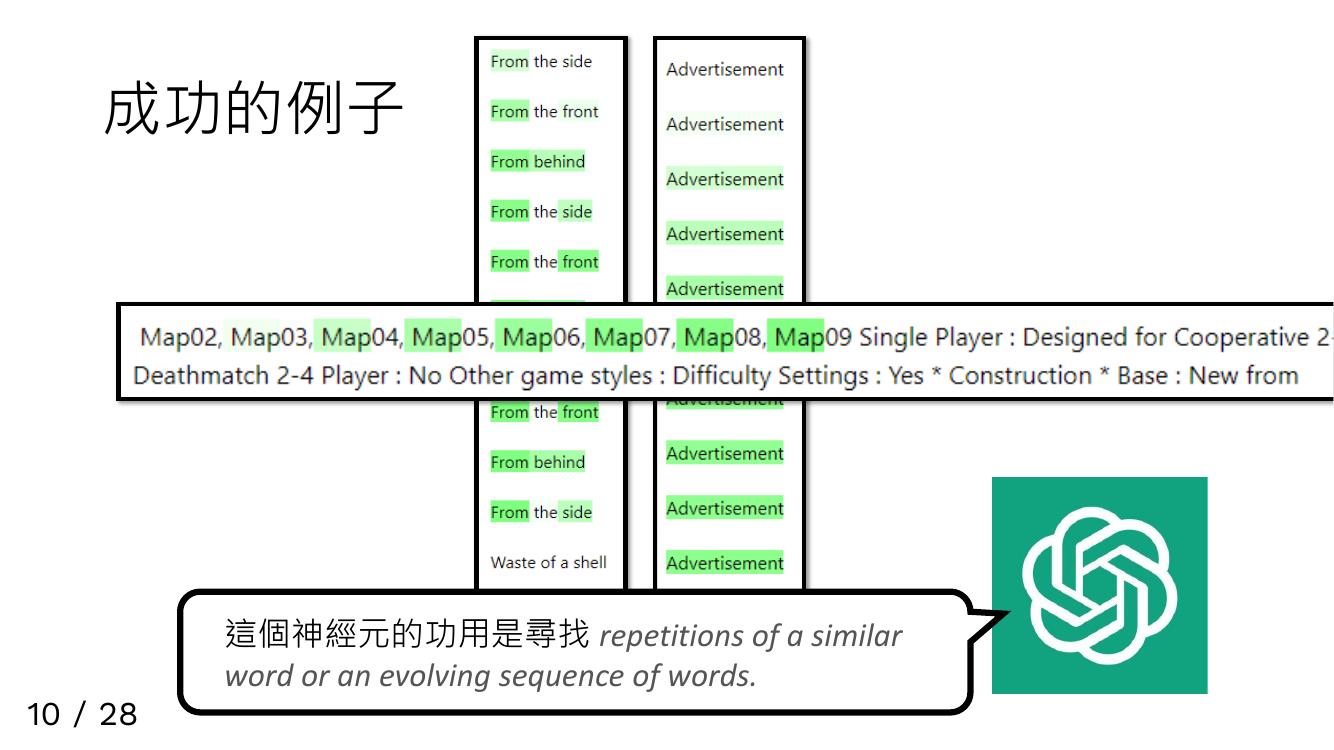 成功的例子
From the side
From the front
From behind
From the side
From the front
Advertisement
Advertisement
Advertisement
Advertisement
Advertisement
Map02, Map03, Map04, Map05, Map06, Map07, Map08, Map09 Single Player : Designed for Cooperative 2-
Deathmatch 2-4 Player : No Other game styles : Difficulty Settings : Yes * Construction * Base : New from
From the front
From behind
From the side
Waste of a shell
Advertisement
Advertisement
Advertisement
Advertisement
這個神經元的功用是尋找 repetitions of a similar
word or an evolving sequence of words.
10 / 28